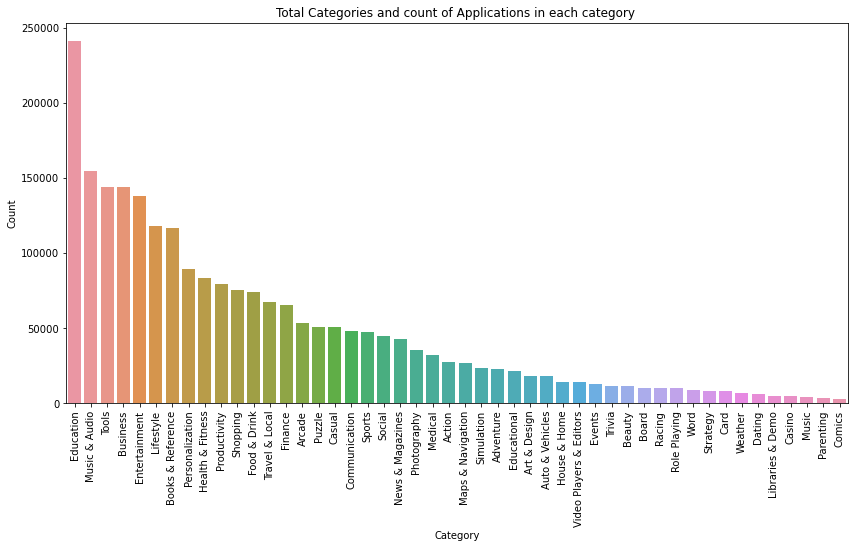 Total Categories and count of Applications in each category
250000
200000
150000
100000
50000
0
Count
Education
Music & Audio
Tools
Business
Entertainment
Lifestyle
Books & Reference
Personalization
Health & Fitness
Productivity
Shopping
Food & Drink
Travel & Local
Finance
Arcade
Puzzle
Casual
Communication
Sports
Social
News & Magazines
Photography
Medical
Action
Maps & Navigation
Simulation
Adventure
Educational
Art & Design
Auto & Vehicles
House & Home
Video Players & Editors
Events
Trivia
Beauty
Board
Racing
Role Playing
Word
Strategy
Card
Weather
Dating
Libraries & Demo
Casino
Music
Parenting
Comics
Category